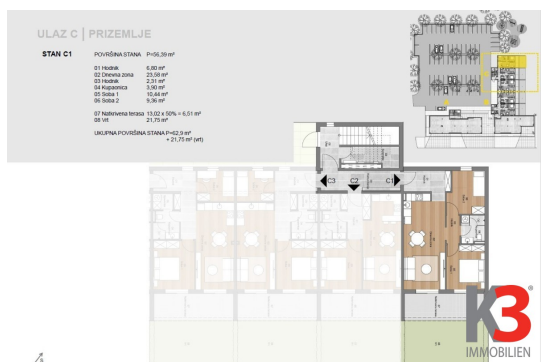 ULAZ C | PRIZEMLJE
STAN C1 POVRŠINA STANA P=56,39 m²
01 Hodnik 6,80 m²
02 Dnevna zona 23,58 m²
03 Hodnik 2,31 m²
04 Kupaonica 3,90 m²
05 Soba 1 10,44 m²
06 Soba 2 9,36 m²
07 Natkrivena terasa 13,02 x 50% = 6,51 m²
08 Vrt 21,75 m²
UKUPNA POVRŠINA STANA P=62,9 m²
+ 21,75 m² (vrt)
C3 C2 C1
K3®
IMMOBILIEN